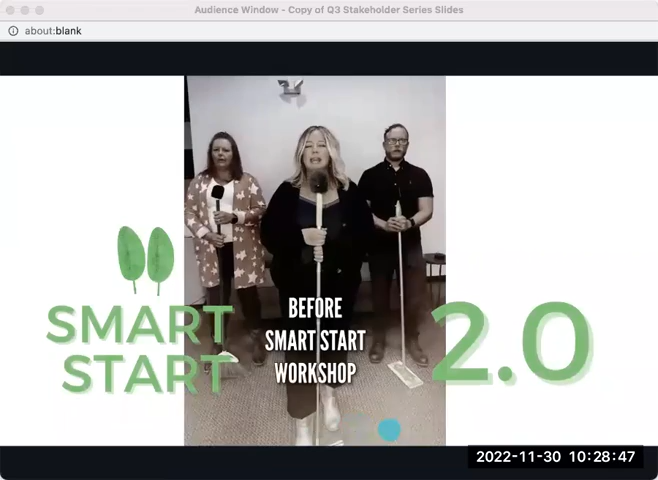 Audience Window - Copy of Q3 Stakeholder Series Slides
about:blank
SMART
START
BEFORE
SMART START
WORKSHOP
2.0
2022-11-30 10:28:47